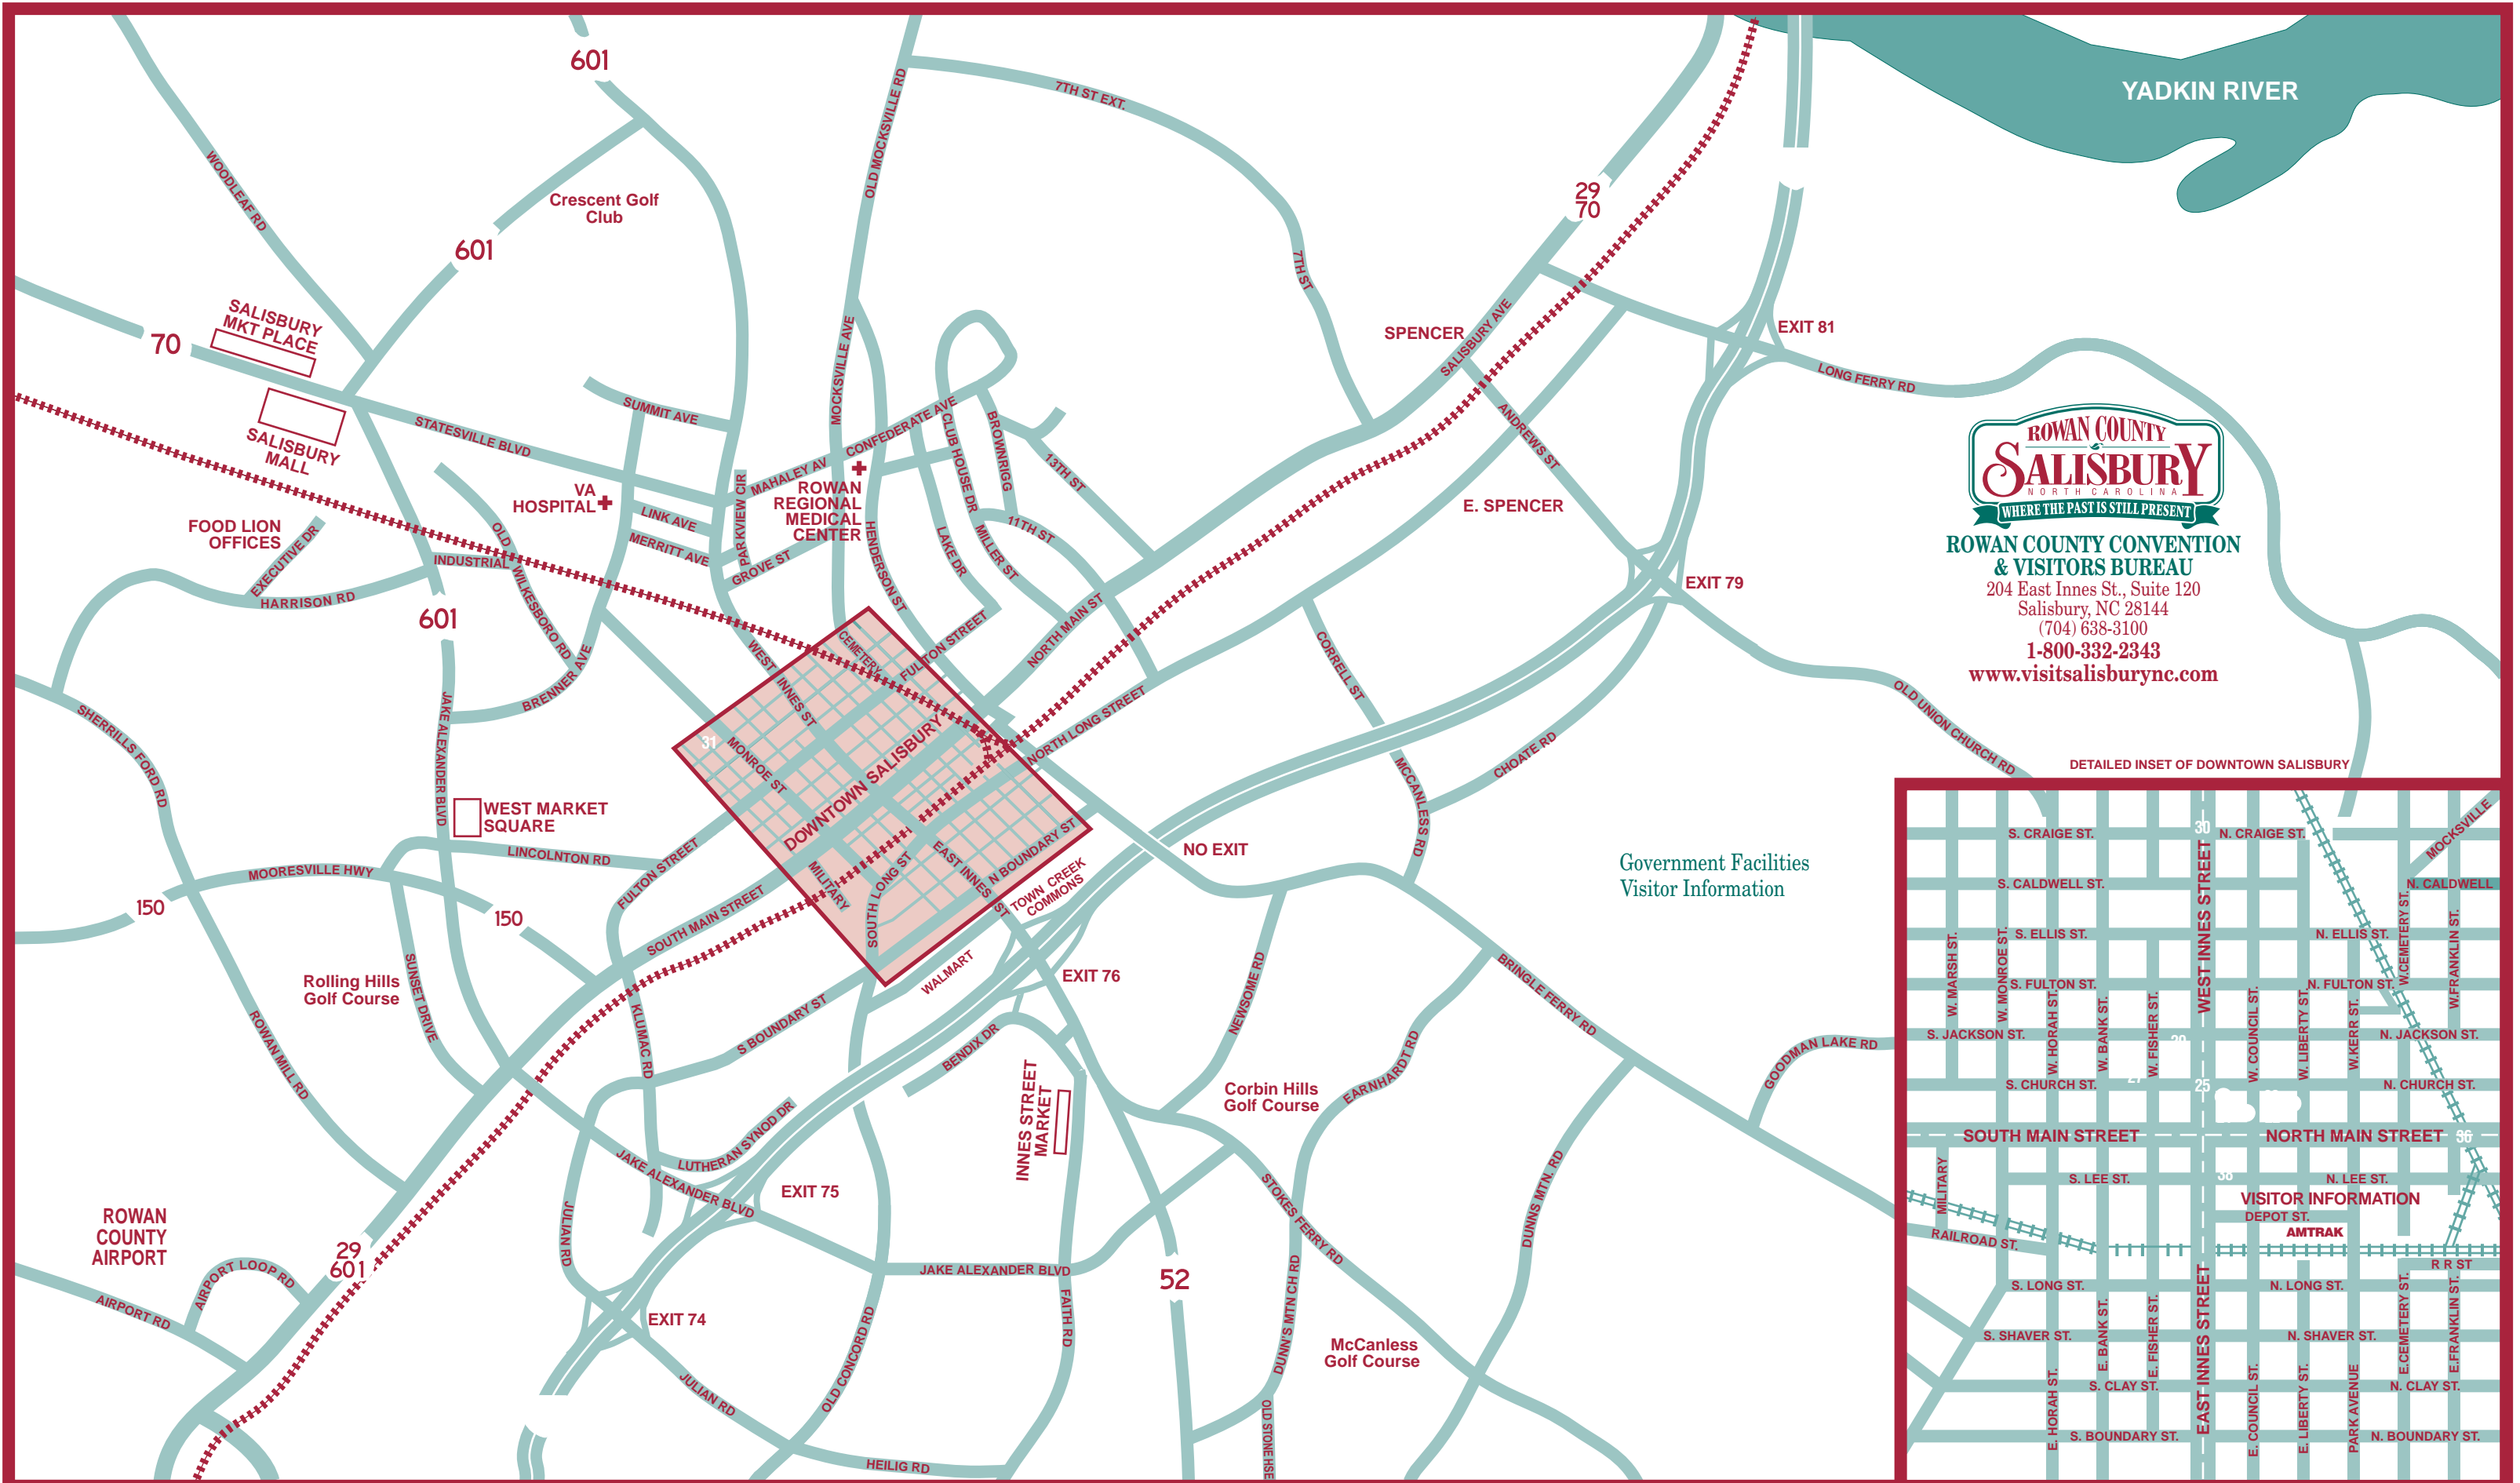 YADKIN RIVER
601
WOODLEAF RD
Crescent Golf
Club
601
OLD MOCKSVILLE RD
7TH ST EXT.
7TH ST
29
70
SALISBURY
MKT PLACE
70
SALISBURY
MALL
STATESVILLE BLVD
SUMMIT AVE
MOCKSVILLE AVE
SPENCER
SALISBURY AVE
EXIT 81
LONG FERRY RD
ANDREWS ST
E. SPENCER
EXIT 79
ROWAN COUNTY
SALISBURY
NORTH CAROLINA
WHERE THE PAST IS STILL PRESENT
ROWAN COUNTY CONVENTION
& VISITORS BUREAU
204 East Innes St., Suite 120
Salisbury, NC 28144
(704) 638-3100
1-800-332-2343
www.visitsalisburync.com
VA
HOSPITAL
LINK AVE
MERRITT AVE
PARKVIEW CIR
MAHALEY AV
CONFEDERATE AVE
ROWAN
REGIONAL
MEDICAL
CENTER
GROVE ST
HENDERSON ST
CLUB HOUSE DR
BROWNRIGG
13TH ST
11TH ST
LAKE DR
MILLER ST
FOOD LION
OFFICES
EXECUTIVE DR
HARRISON RD
INDUSTRIAL
OLD WILKESBORO RD
601
BRENNER AVE
JAKE ALEXANDER BLVD
SHERRILLS FORD RD
WEST INNES ST
CEMETERY
FULTON STREET
NORTH MAIN ST
NORTH LONG STREET
CORRELL ST
MCCANLESS RD
CHOATE RD
OLD UNION CHURCH RD
31
MONROE ST
DOWNTOWN SALISBURY
MILITARY
SOUTH LONG ST
EAST INNES ST
N BOUNDARY ST
TOWN CREEK
COMMONS
NO EXIT
WEST MARKET
SQUARE
LINCOLNTON RD
MOORESVILLE HWY
150
150
FULTON STREET
SOUTH MAIN STREET
WALMART
EXIT 76
Government Facilities
Visitor Information
Rolling Hills
Golf Course
SUNSET DRIVE
ROWAN MILL RD
KLUMAC RD
S BOUNDARY ST
BENDIX DR
NEWSOME RD
EARNHARDT RD
BRINGLE FERRY RD
GOODMAN LAKE RD
INNES STREET
MARKET
Corbin Hills
Golf Course
LUTHERAN SYNOD DR
JAKE ALEXANDER BLVD
EXIT 75
JULIAN RD
STOKES FERRY RD
DUNNS MTN. RD
ROWAN
COUNTY
AIRPORT
AIRPORT LOOP RD
AIRPORT RD
29
601
JAKE ALEXANDER BLVD
52
EXIT 74
JULIAN RD
OLD CONCORD RD
FAITH RD
HEILIG RD
DUNN'S MTN CH RD
OLD STONE HSE
McCanless
Golf Course
DETAILED INSET OF DOWNTOWN SALISBURY
S. CRAIGE ST.
30
N. CRAIGE ST.
MOCKSVILLE
S. CALDWELL ST.
N. CALDWELL
WEST INNES STREET
S. ELLIS ST.
N. ELLIS ST.
W. MARSH ST.
W. MONROE ST.
W.CEMETERY ST.
W.FRANKLIN ST.
S. FULTON ST.
N. FULTON ST.
W. HORAH ST.
W. BANK ST.
W. FISHER ST.
W. COUNCIL ST.
W. LIBERTY ST.
W.KERR ST.
S. JACKSON ST.
N. JACKSON ST.
S. CHURCH ST.
25
N. CHURCH ST.
SOUTH MAIN STREET
NORTH MAIN STREET
36
MILITARY
S. LEE ST.
38
N. LEE ST.
VISITOR INFORMATION
DEPOT ST.
AMTRAK
RAILROAD ST.
R R ST
S. LONG ST.
N. LONG ST.
EAST INNES STREET
S. SHAVER ST.
N. SHAVER ST.
E. BANK ST.
E. FISHER ST.
E.CEMETERY ST.
E.FRANKLIN ST.
S. CLAY ST.
N. CLAY ST.
E. HORAH ST.
E. COUNCIL ST.
E. LIBERTY ST.
PARK AVENUE
S. BOUNDARY ST.
N. BOUNDARY ST.